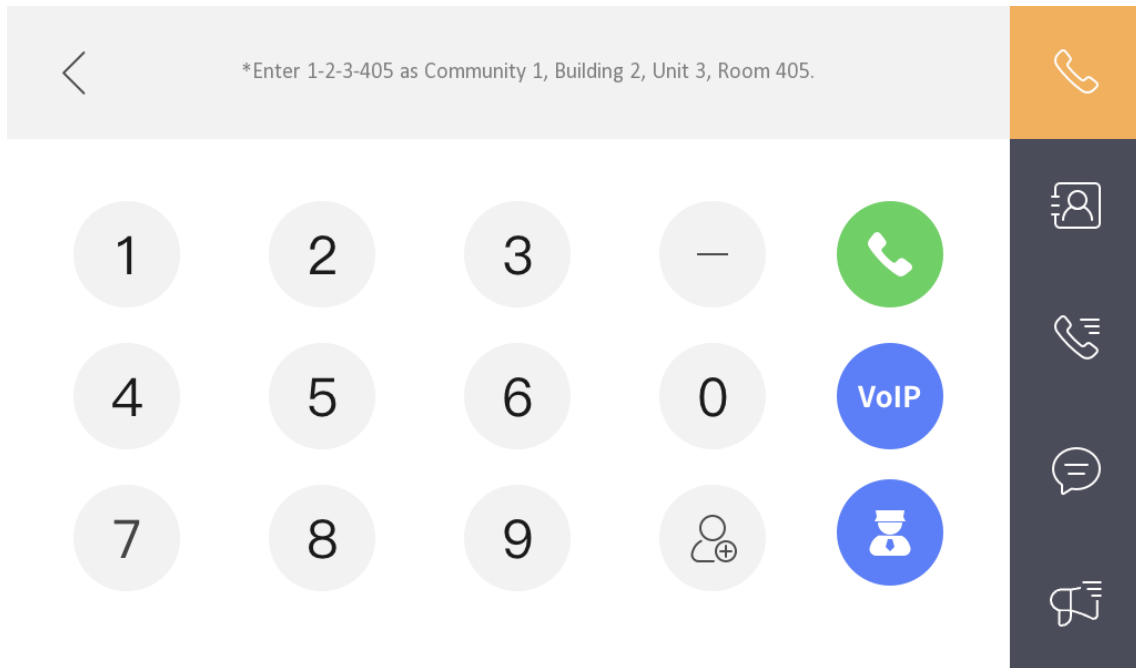 *Enter 1-2-3-405 as Community 1, Building 2, Unit 3, Room 405.
1 2 3 —
4 5 6 0 VoIP
7 8 9